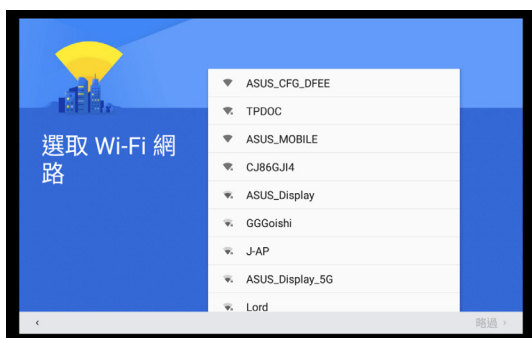 選取 Wi-Fi 網
路
ASUS_CFG_DFEE
TPDOC
ASUS_MOBILE
CJ86GJI4
ASUS_Display
GGGoishi
J-AP
ASUS_Display_5G
Lord
略過